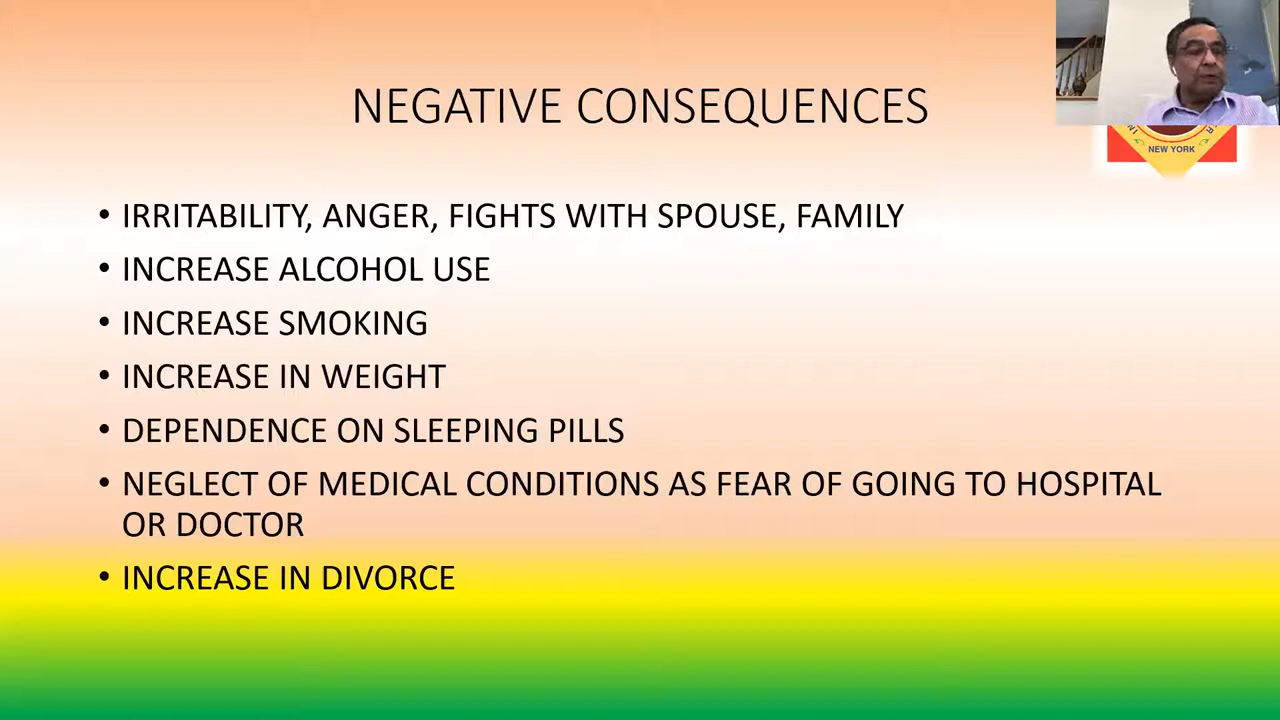 NEGATIVE CONSEQUENCES
NEW YORK
• IRRITABILITY, ANGER, FIGHTS WITH SPOUSE, FAMILY
• INCREASE ALCOHOL USE
• INCREASE SMOKING
• INCREASE IN WEIGHT
• DEPENDENCE ON SLEEPING PILLS
• NEGLECT OF MEDICAL CONDITIONS AS FEAR OF GOING TO HOSPITAL
OR DOCTOR
• INCREASE IN DIVORCE